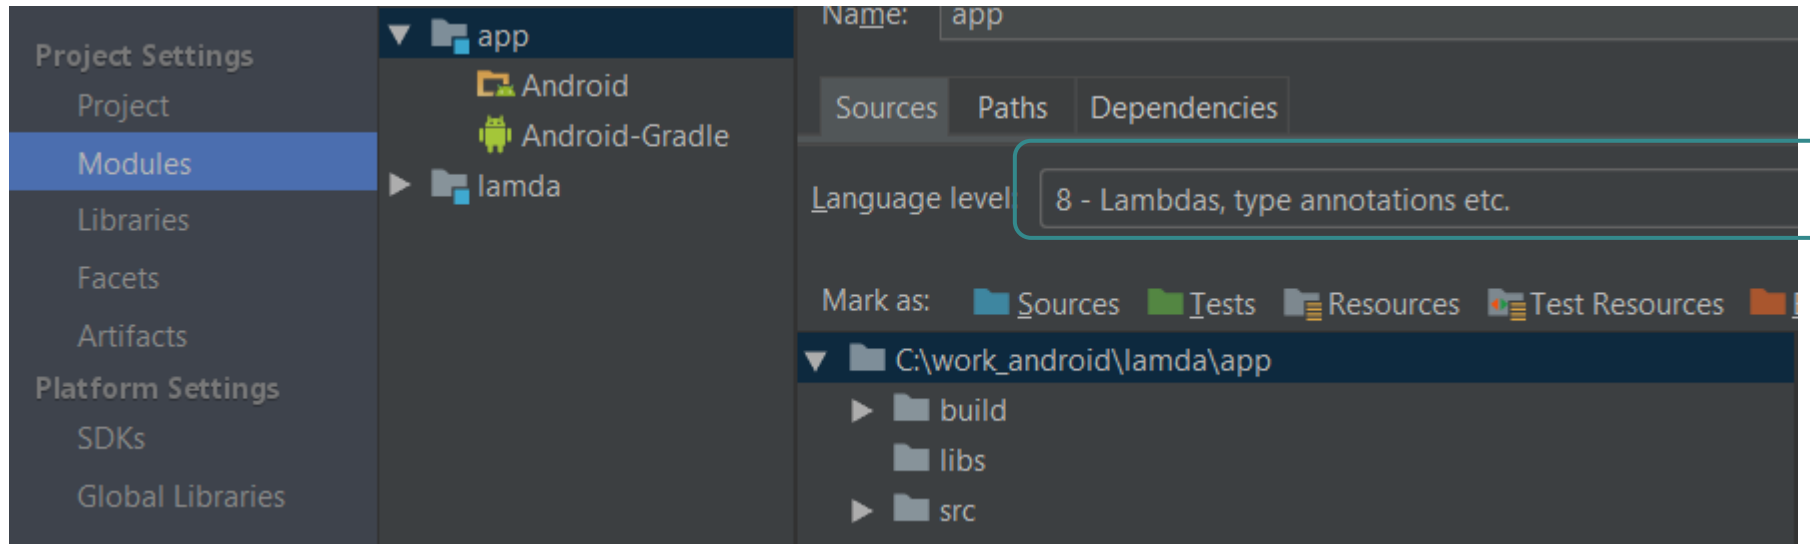 Project Settings
Project
Modules
Libraries
Facets
Artifacts
Platform Settings
SDKs
Global Libraries
app
Android
Android-Gradle
lamda
Name: app
Sources Paths Dependencies
Language level: 8 - Lambdas, type annotations etc.
Mark as: Sources Tests Resources Test Resources
C:\work_android\lamda\app
build
libs
src